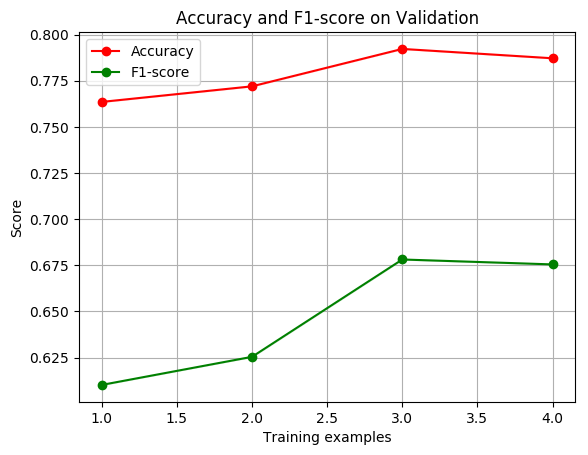 Accuracy and F1-score on Validation
Accuracy
F1-score
0.800
0.775
0.750
0.725
0.700
0.675
0.650
0.625
Score
1.0 1.5 2.0 2.5 3.0 3.5 4.0
Training examples